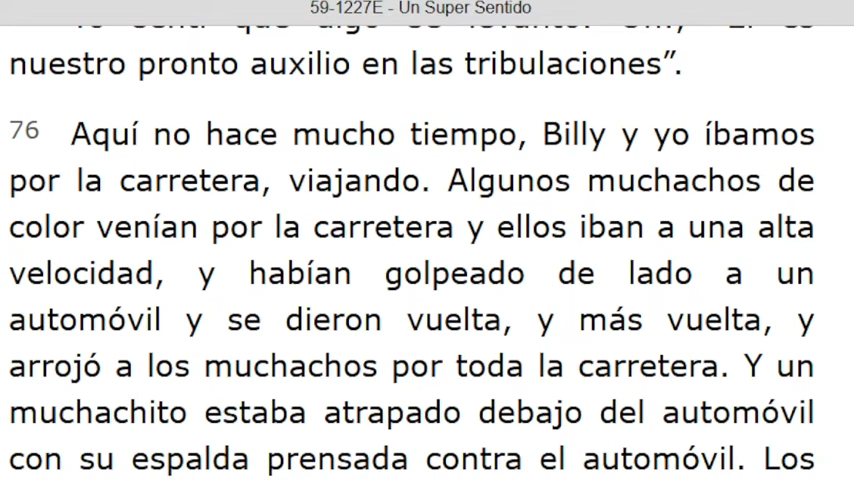 59-1227E - Un Super Sentido
nuestro pronto auxilio en las tribulaciones”.
76 Aquí no hace mucho tiempo, Billy y yo íbamos
por la carretera, viajando. Algunos muchachos de
color venían por la carretera y ellos iban a una alta
velocidad, y habían golpeado de lado a un
automóvil y se dieron vuelta, y más vuelta, y
arrojó a los muchachos por toda la carretera. Y un
muchachito estaba atrapado debajo del automóvil
con su espalda prensada contra el automóvil. Los